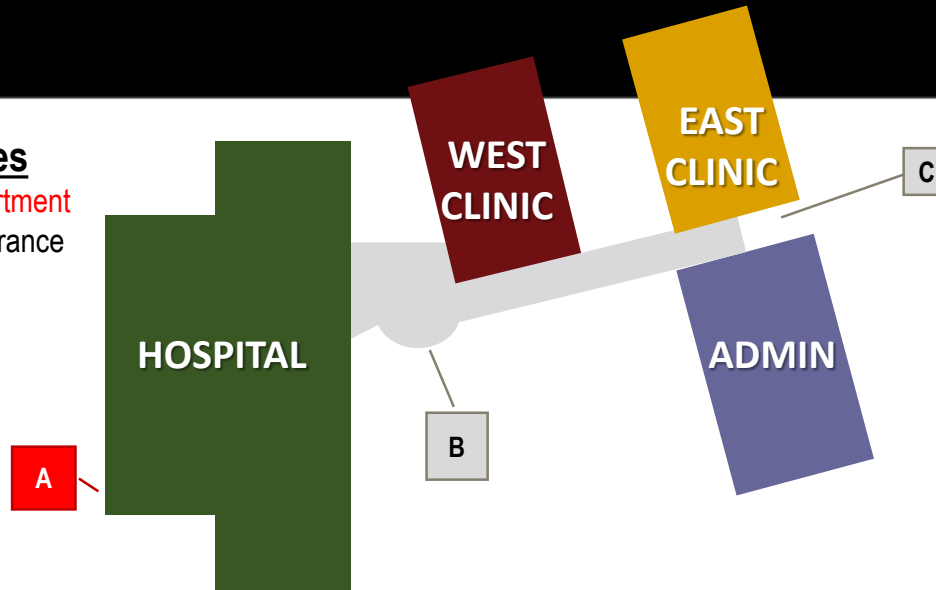 es
rtment
rance
WEST
CLINIC
EAST
CLINIC
C
HOSPITAL
ADMIN
B
A